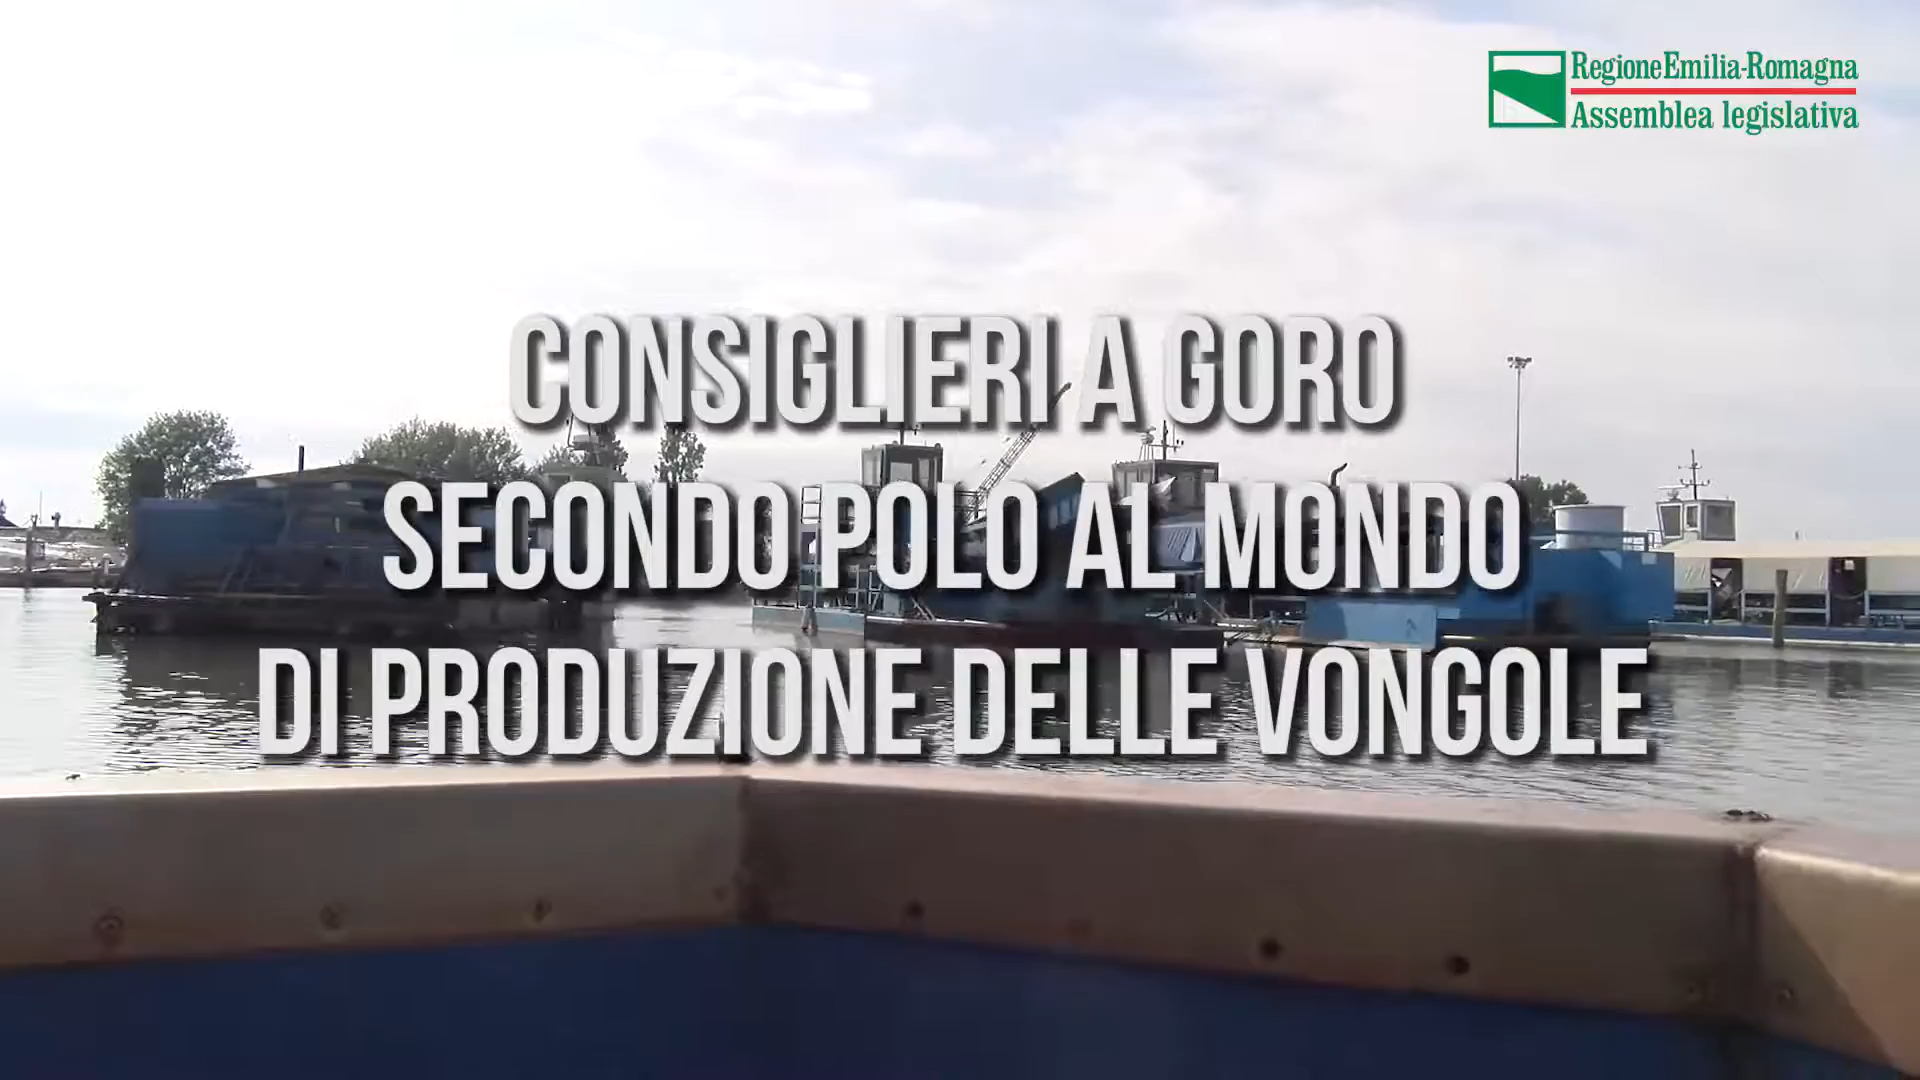 RegioneEmilia-Romagna
Assemblea legislativa
CONSIGLIERI A GORO
SECONDO POLO AL MONDO
DI PRODUZIONE DELLE VONGOLE